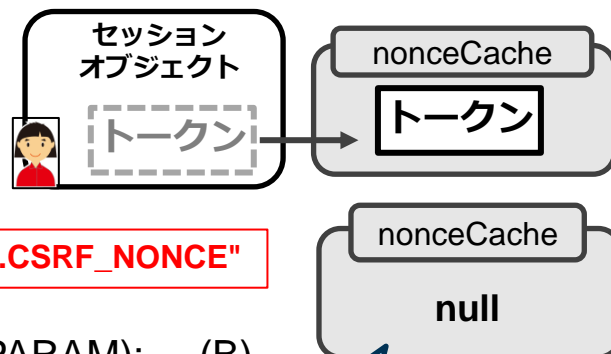 セッション
オブジェクト
トークン
nonceCache
トークン
.CSRF_NONCE"
nonceCache
null
PARAM); (B)